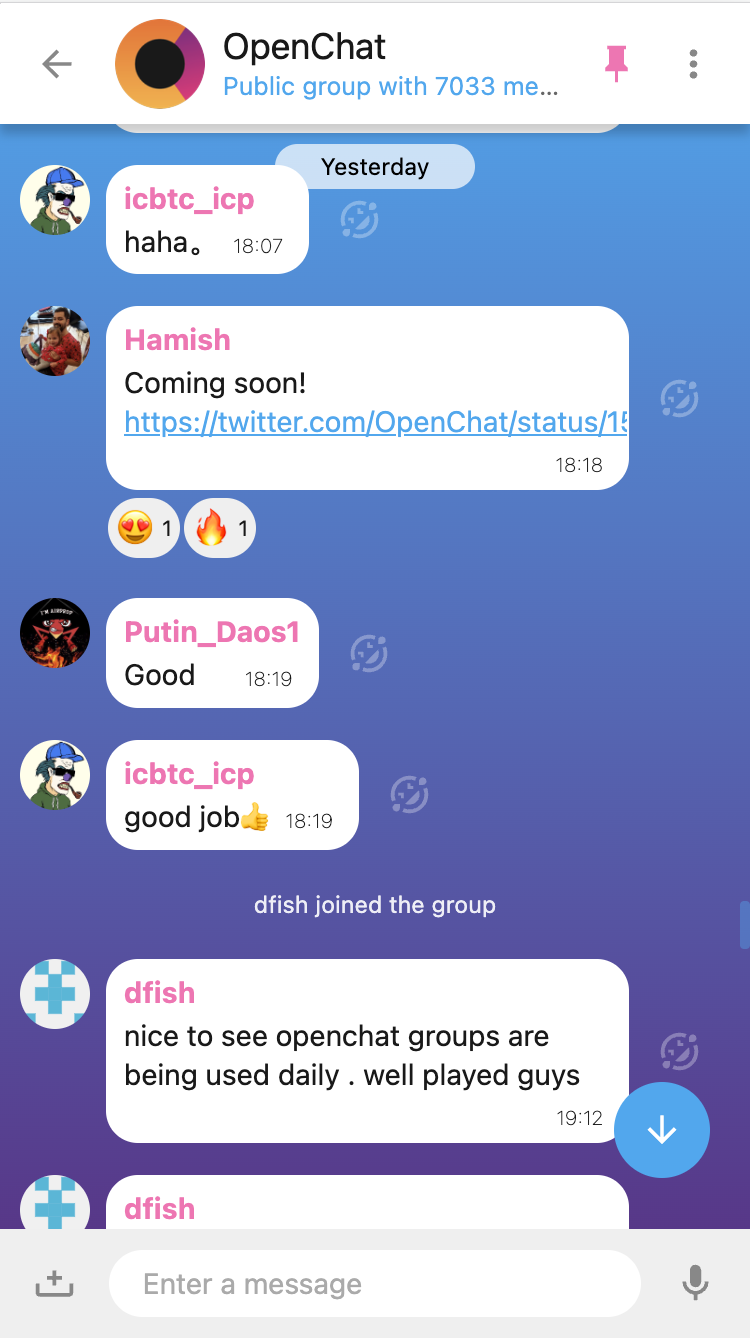 OpenChat
Public group with 7033 me...
Yesterday
icbtc_icp
haha。 18:07
Hamish
Coming soon!
https://twitter.com/OpenChat/status/15
18:18
😍 1 🔥 1
I'M AIRDROP
Putin_Daos1
Good 18:19
icbtc_icp
good job👍 18:19
dfish joined the group
dfish
nice to see openchat groups are
being used daily . well played guys
19:12
dfish
Enter a message